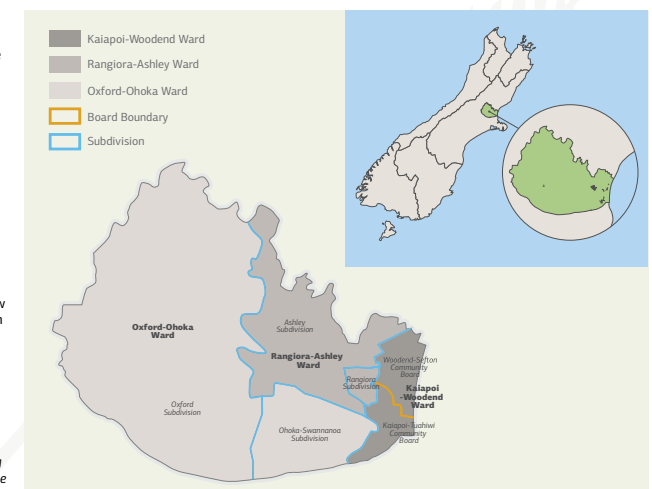 Kaiapoi-Woodend Ward
Rangiora-Ashley Ward
Oxford-Ohoka Ward
Board Boundary
Subdivision
Oxford-Ohoka
Ward
Ashley
Subdivision
Rangiora-Ashley
Ward
Woodend-Sefton
Community
Board
Rangiora
Subdivision
Kaiapoi
-Woodend
Ward
Oxford
Subdivision
Ohoka-Swannanoa
Subdivision
Kaiapoi-Tuahiwi
Community
Board